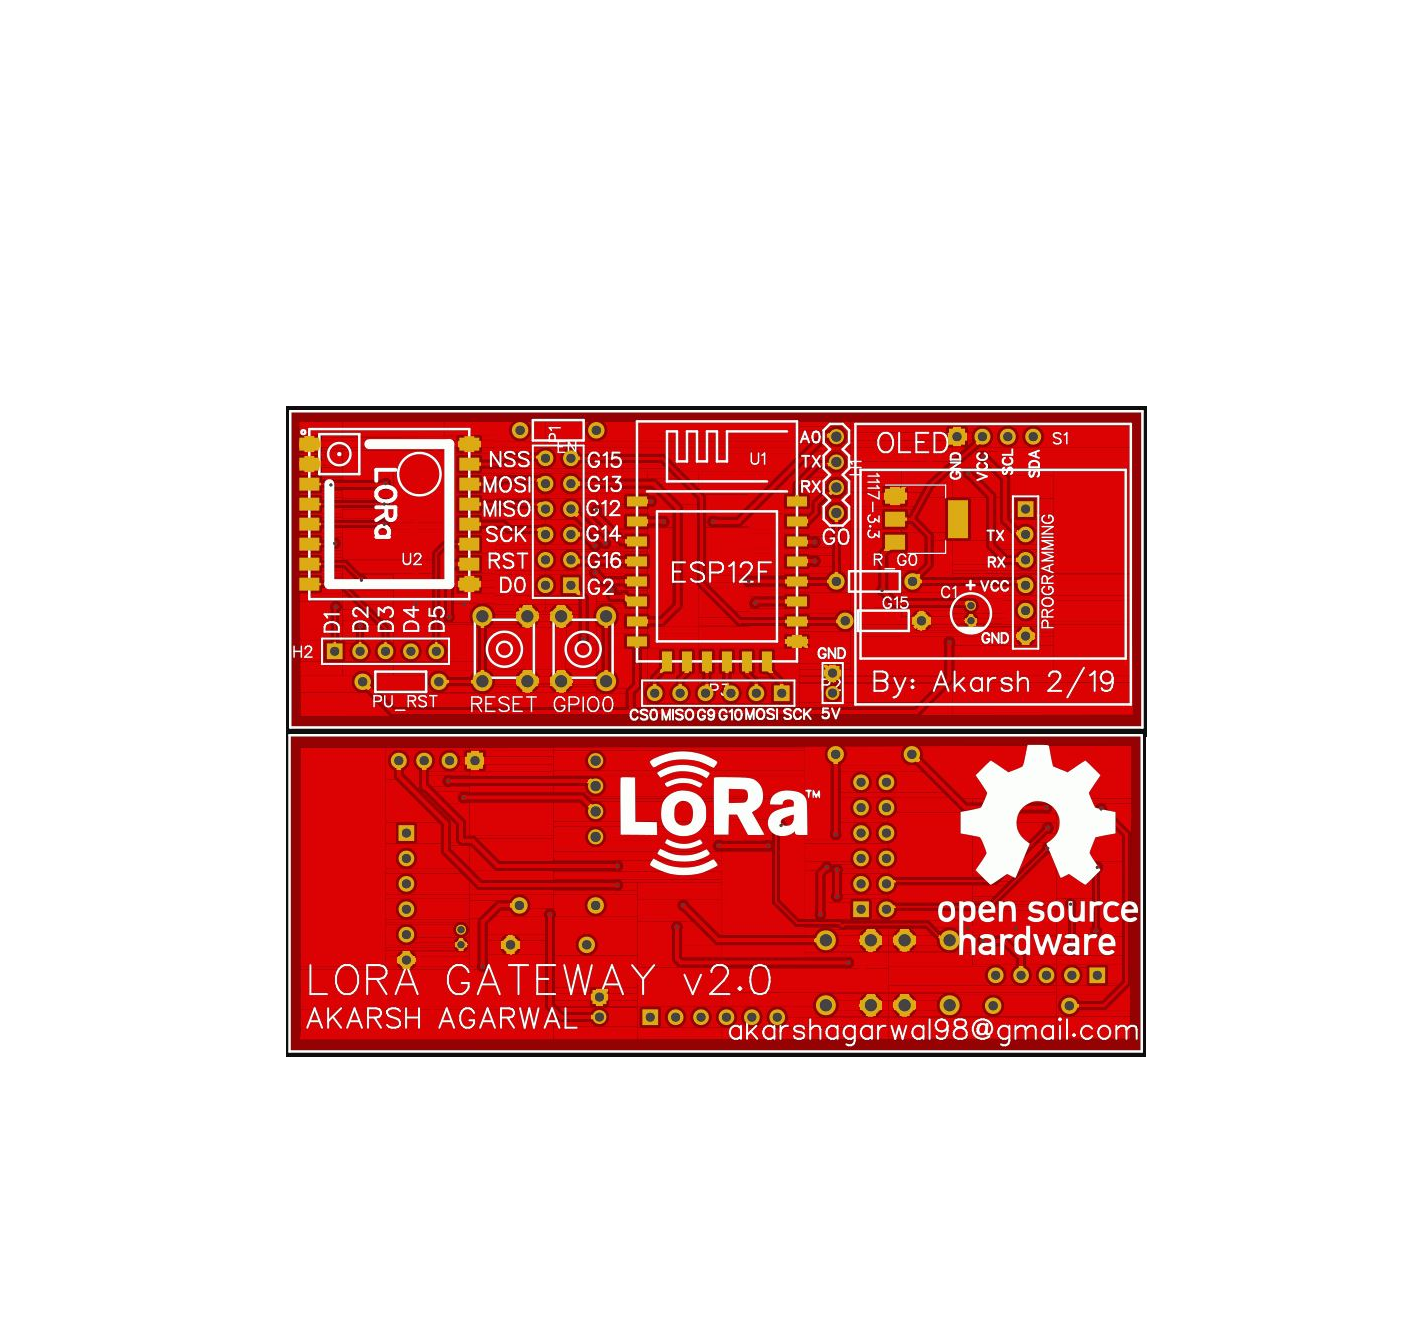 P1
EN
A0
OLED
S1
NSS
G15
U1
TX
GND
VCC
SCL
SDA
MOSI
G13
RX
MISO
G12
1117-3.3
LORa
SCK
G14
G0
TX
U2
RST
G16
ESP12F
R_G0
RX
PROGRAMMING
D0
G2
+
VCC
C1
G15
D1
D2
D3
D4
D5
GND
H2
GND
By: Akarsh 2/19
PU_RST
RESET
GPIO0
CS0
MISO
G9
G10
MOSI
SCK
5V
LoRa™
open source
hardware
LORA GATEWAY v2.0
AKARSH AGARWAL
akarshagarwal98@gmail.com